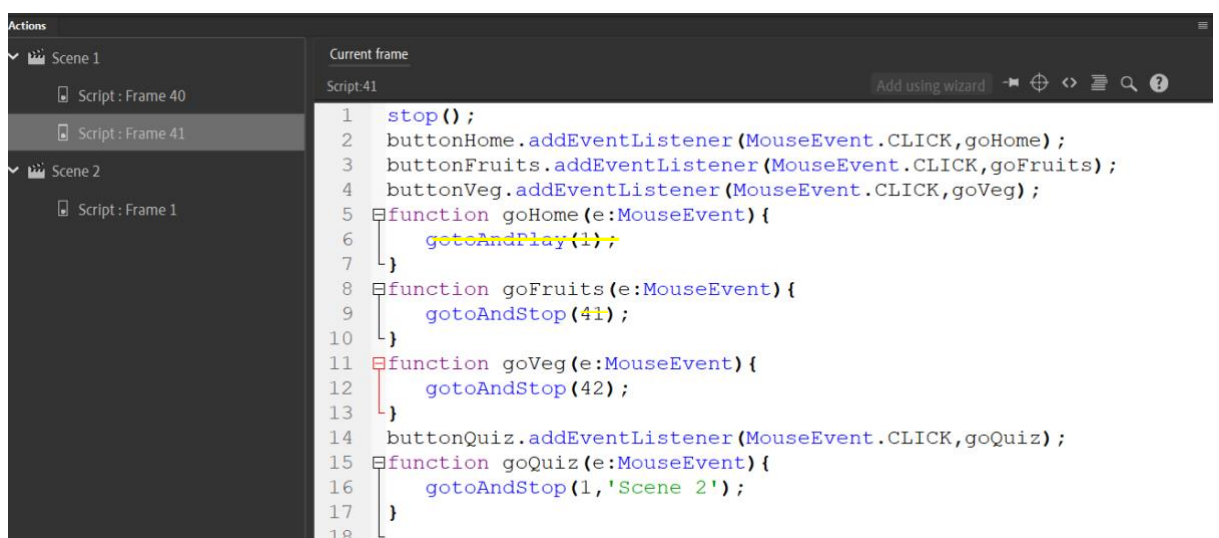 Actions
Scene 1
Script : Frame 40
Script : Frame 41
Scene 2
Script : Frame 1
Current frame
Script:41
Add using wizard
1 stop();
2 buttonHome.addEventListener(MouseEvent.CLICK,goHome);
3 buttonFruits.addEventListener(MouseEvent.CLICK,goFruits);
4 buttonVeg.addEventListener(MouseEvent.CLICK,goVeg);
5 function goHome(e:MouseEvent){
6 gotoAndPlay(1);
7 }
8 function goFruits(e:MouseEvent){
9 gotoAndStop(41);
10 }
11 function goVeg(e:MouseEvent){
12 gotoAndStop(42);
13 }
14 buttonQuiz.addEventListener(MouseEvent.CLICK,goQuiz);
15 function goQuiz(e:MouseEvent){
16 gotoAndStop(1,'Scene 2');
17 }
18